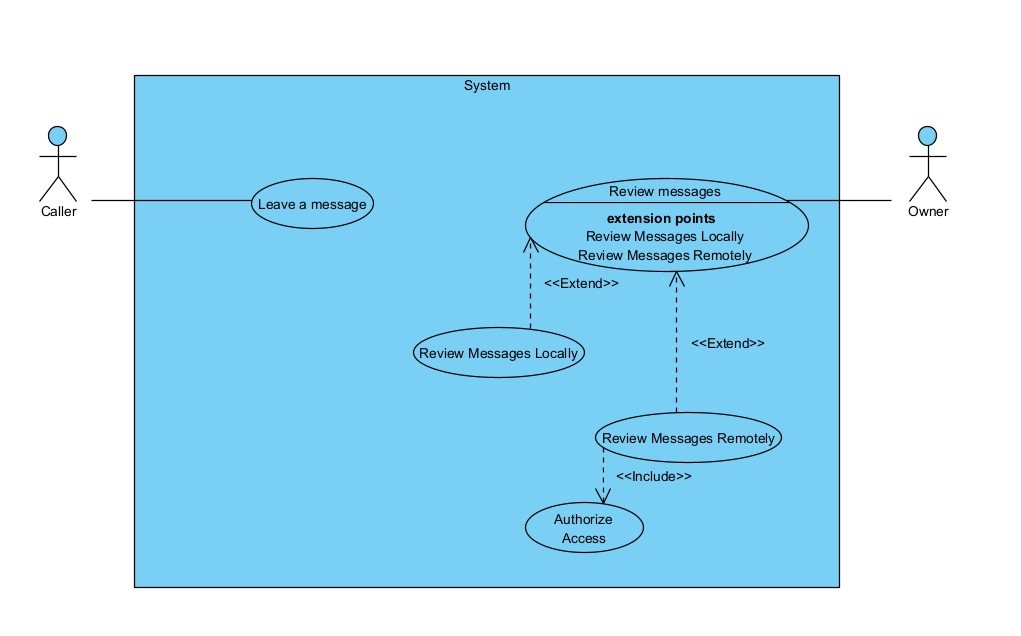 System
Caller
Leave a message
Review messages
extension points
Review Messages Locally
Review Messages Remotely
Owner
<<Extend>>
<<Extend>>
Review Messages Locally
Review Messages Remotely
<<Include>>
Authorize
Access